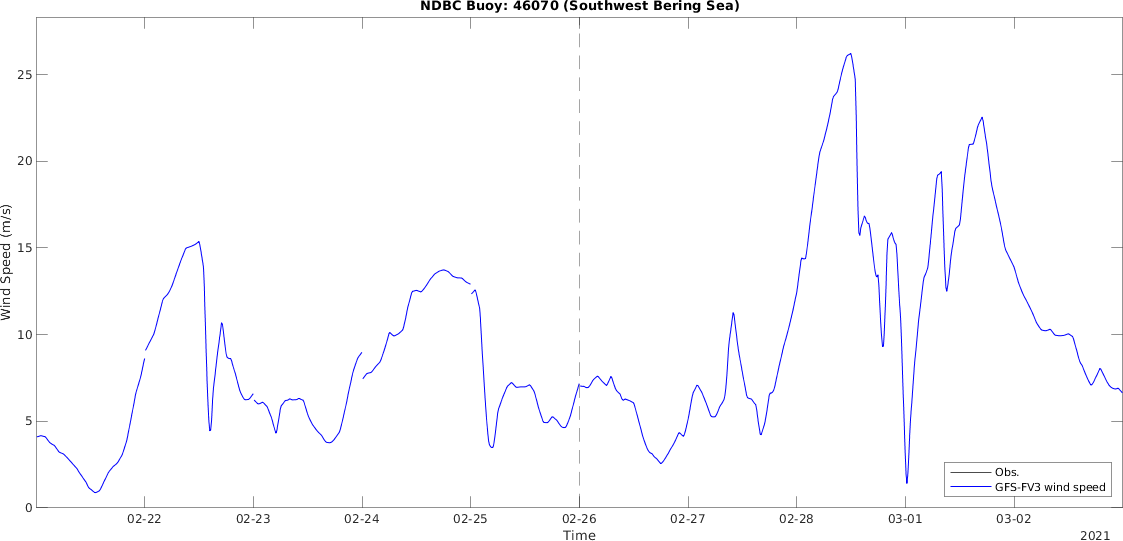 NDBC Buoy: 46070 (Southwest Bering Sea)
Wind Speed (m/s)
25
20
15
10
5
0
02-22 02-23 02-24 02-25 02-26 02-27 02-28 03-01 03-02
Time
2021
Obs.
GFS-FV3 wind speed